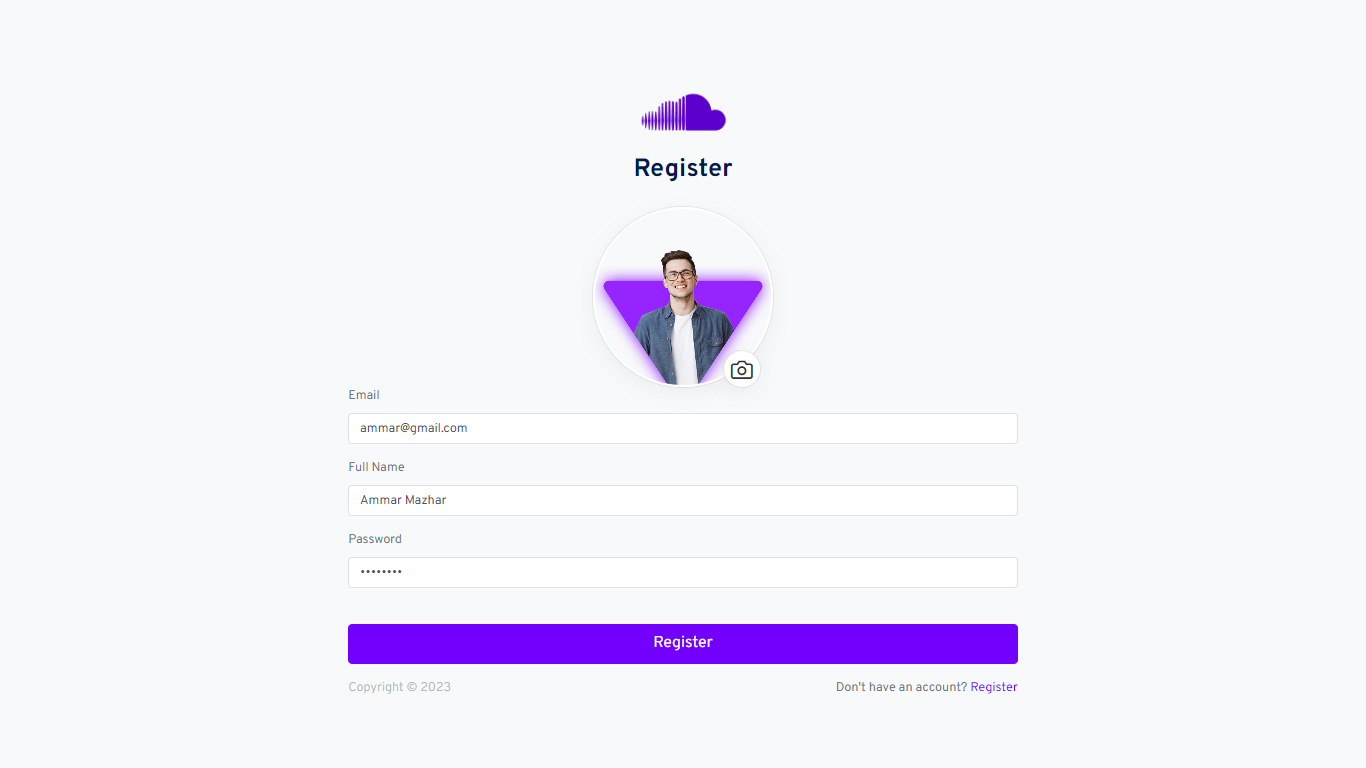 Register
Email
ammar@gmail.com
Full Name
Ammar Mazhar
Password
••••••••
Register
Copyright © 2023
Don't have an account? Register